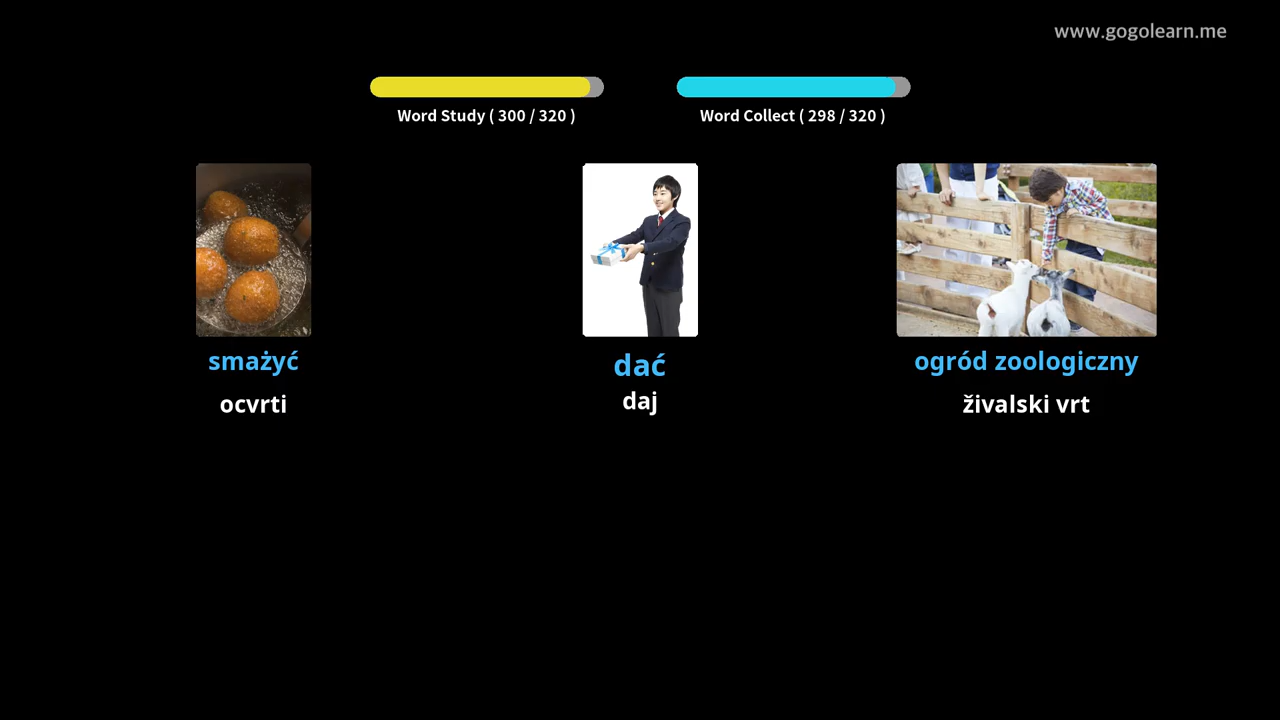 www.gogolearn.me
Word Study ( 300 / 320 )
Word Collect ( 298 / 320 )
smażyć
ocvrti
dać
daj
ogród zoologiczny
živalski vrt